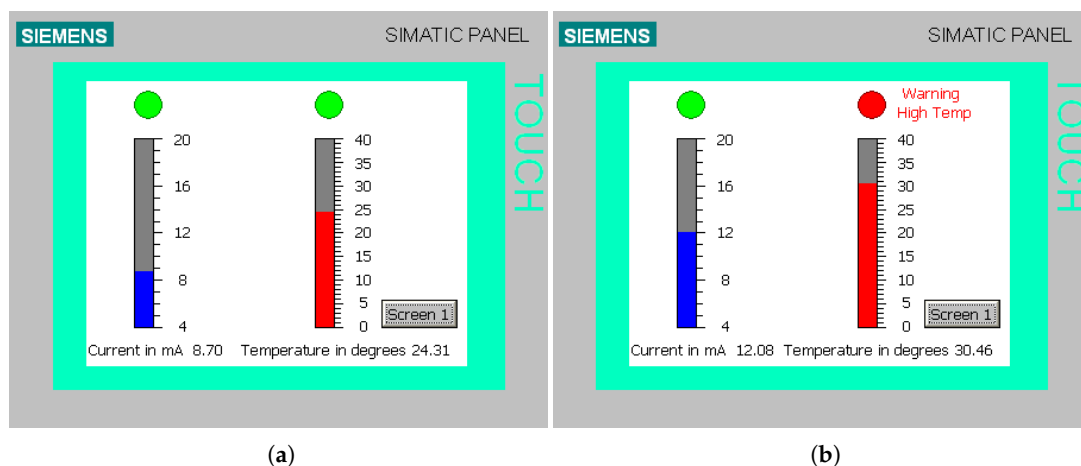 SIEMENS
SIMATIC PANEL
TOUCH
20
16
12
8
4
40
35
30
25
20
15
10
5
0
Screen 1
Current in mA 8.70
Temperature in degrees 24.31
(a)
SIEMENS
SIMATIC PANEL
TOUCH
Warning
High Temp
20
16
12
8
4
40
35
30
25
20
15
10
5
0
Screen 1
Current in mA 12.08
Temperature in degrees 30.46
(b)